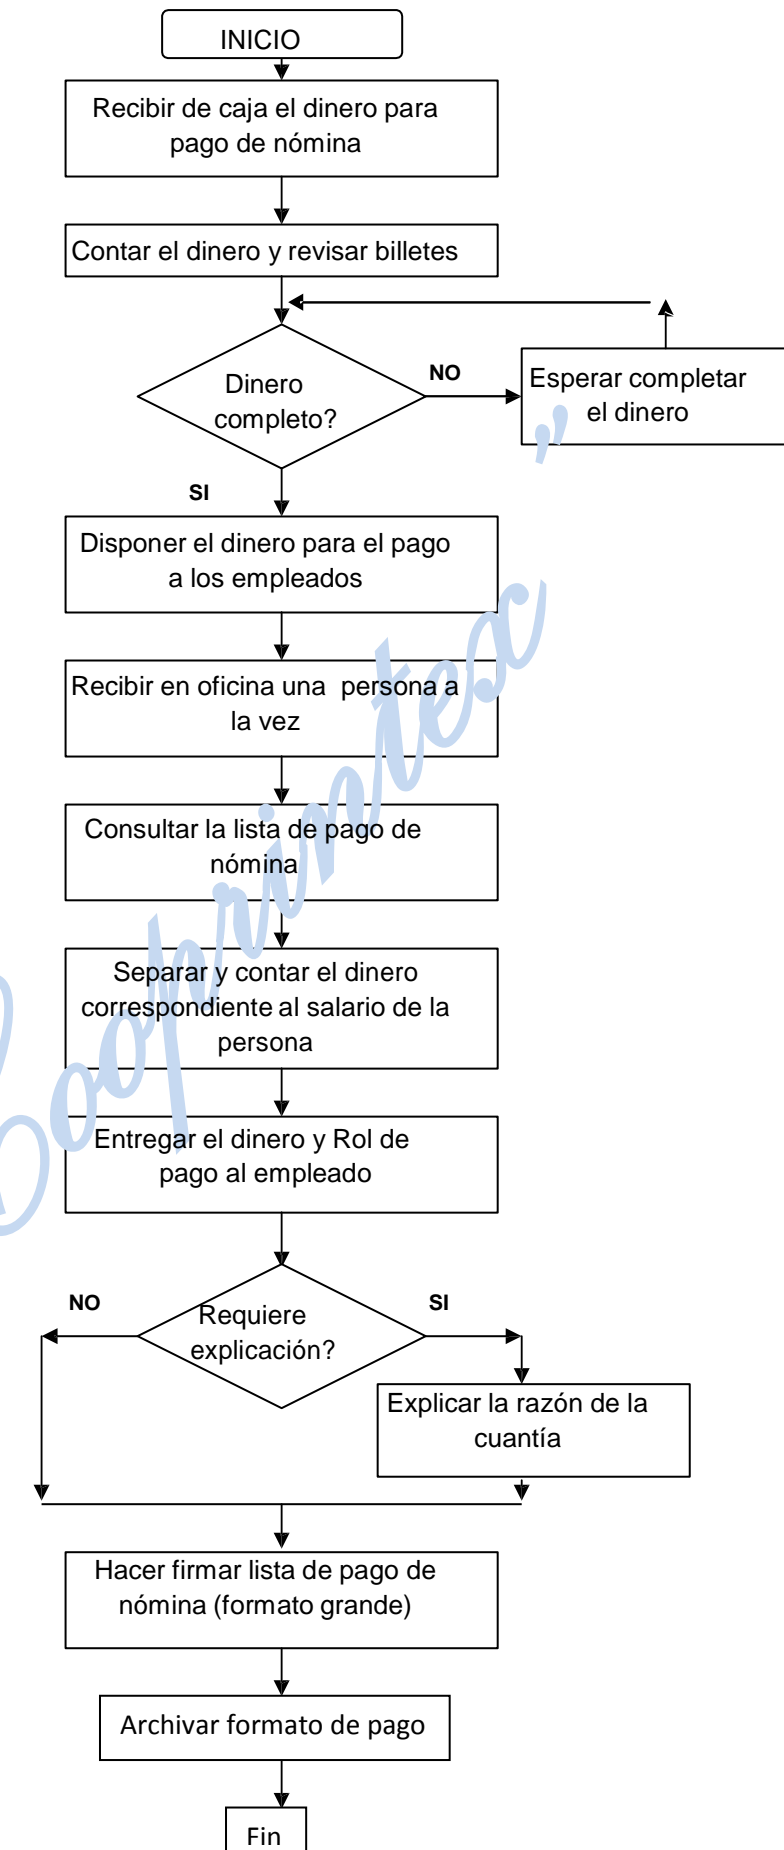 INICIO
Recibir de caja el dinero para
pago de nómina
Contar el dinero y revisar billetes
Dinero
completo?
NO
Esperar completar
el dinero
SI
Disponer el dinero para el pago
a los empleados
Recibir en oficina una persona a
la vez
Consultar la lista de pago de
nómina
Separar y contar el dinero
correspondiente al salario de la
persona
Entregar el dinero y Rol de
pago al empleado
NO
Requiere
explicación?
SI
Explicar la razón de la
cuantía
Hacer firmar lista de pago de
nómina (formato grande)
Archivar formato de pago
Fin
Cooprintex”